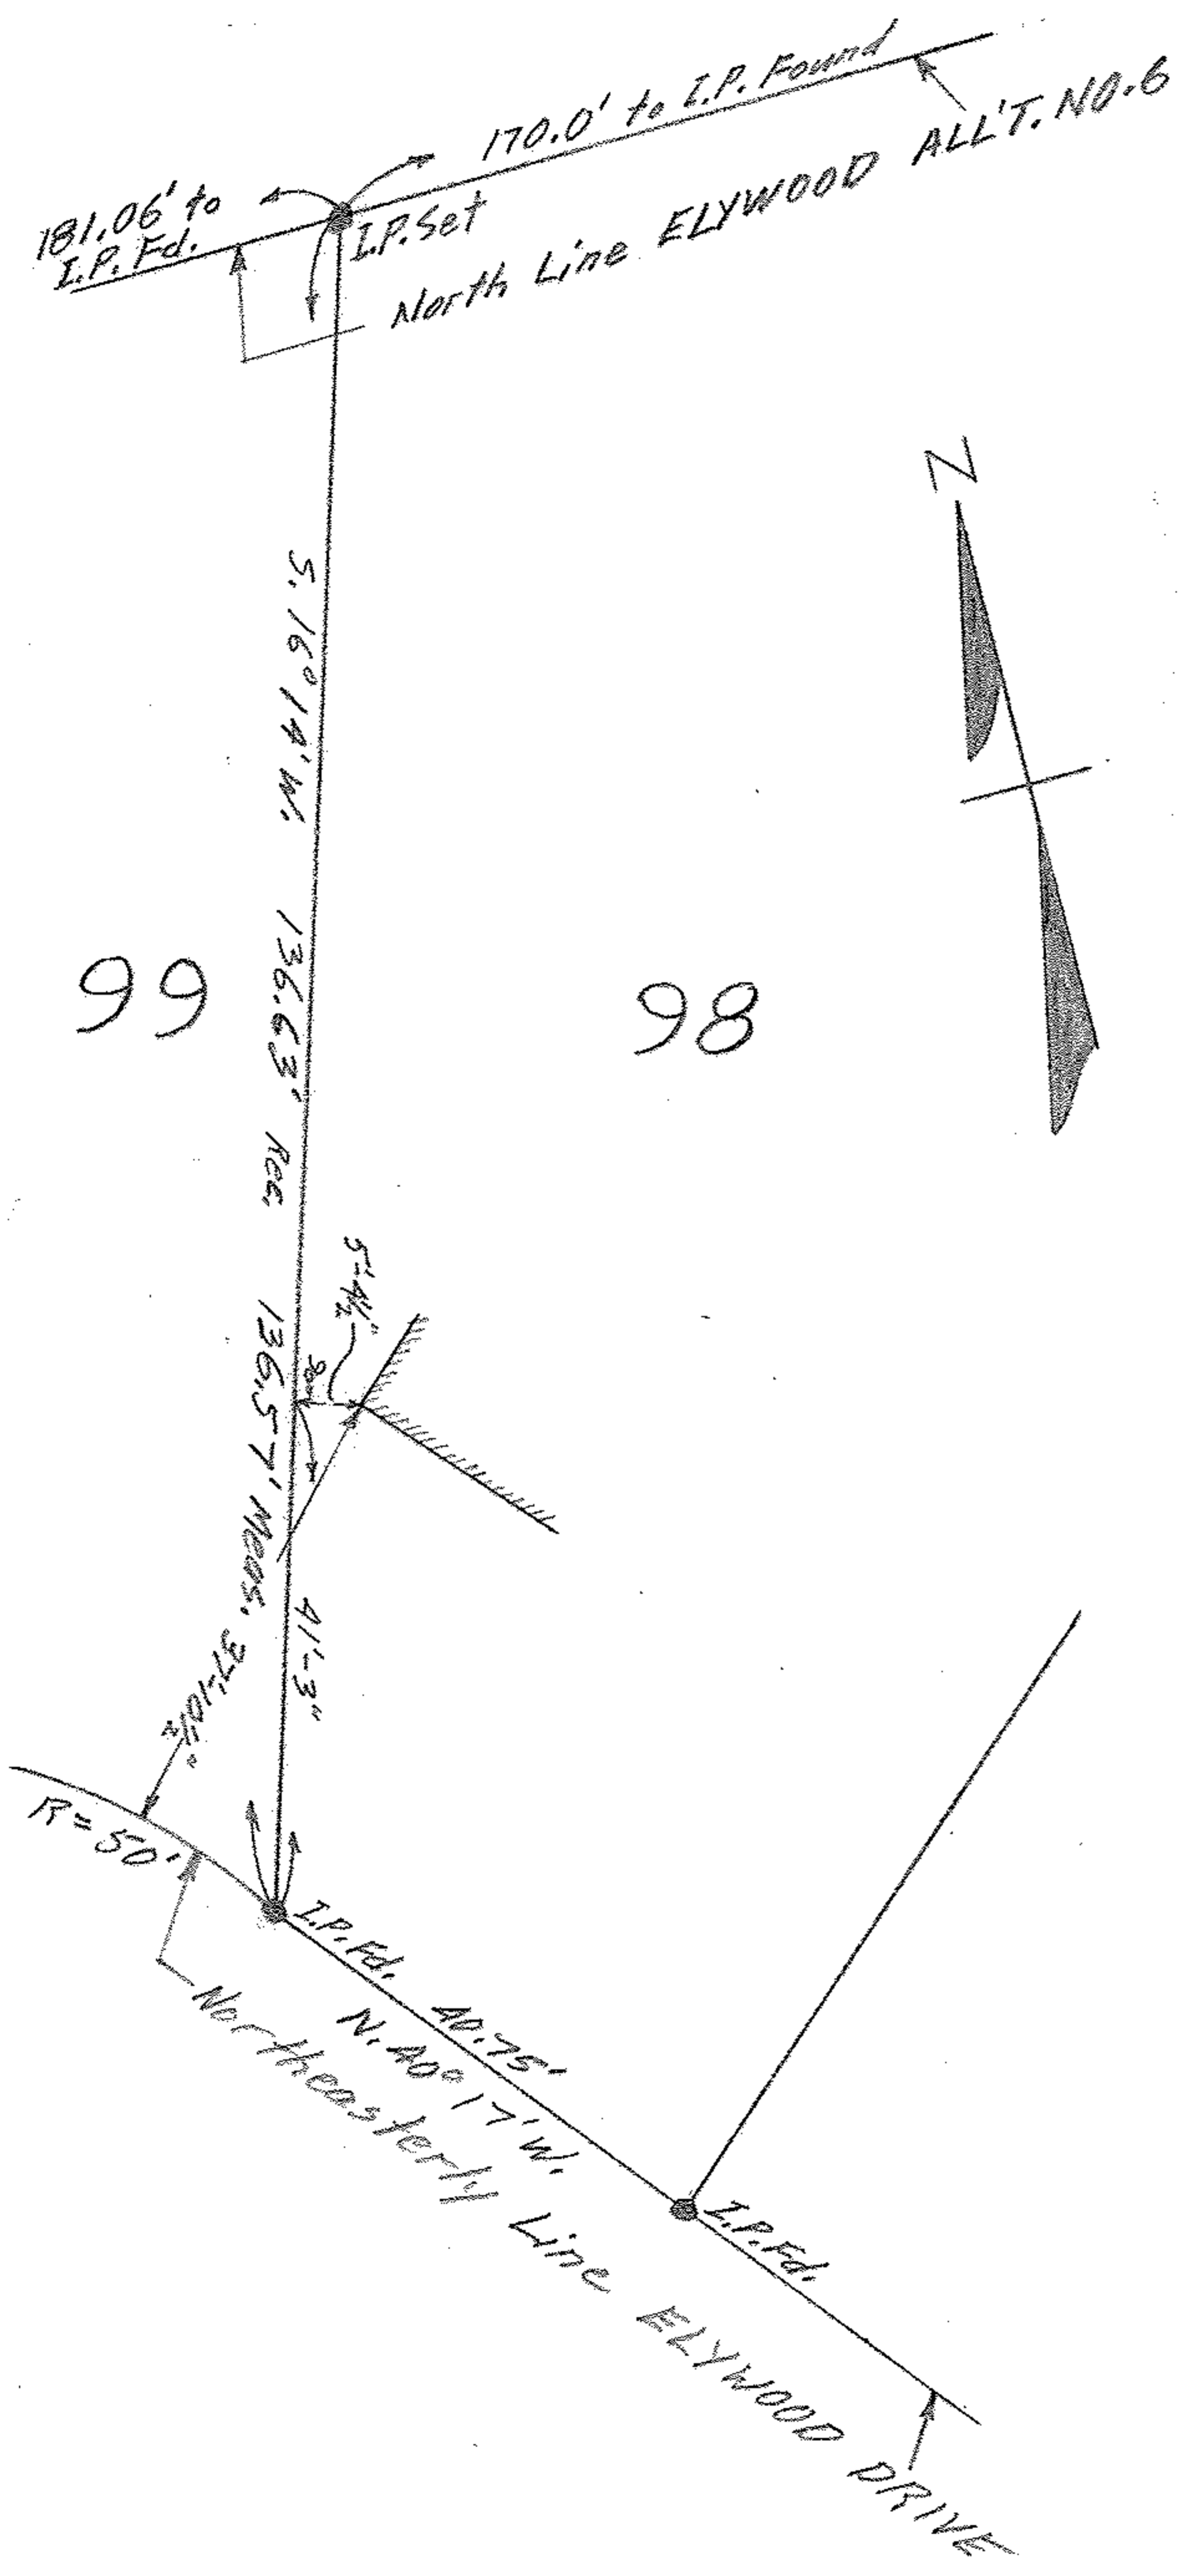 170.0' to I.P. Found
181.06' to
I.P. Fd.
I.P. Set
North Line ELYWOOD ALL'T. NO. 6
N
S. 16° 14' W. 136.63' Rec. 136.57' Meas.
99
98
5'-4½"
90°
41'-3"
37'-10½"
R = 50'
I.P. Fd.
40.75'
N. 40° 17' W.
I.P. Fd.
Northeasterly Line ELYWOOD DRIVE